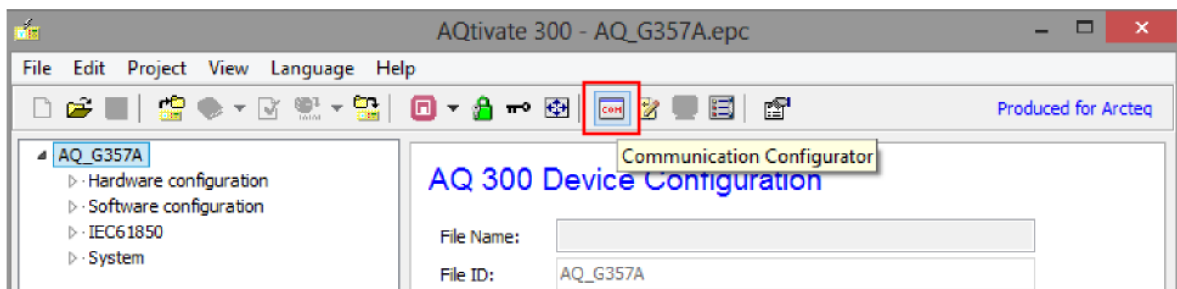 AQtivate 300 - AQ_G357A.epc
File Edit Project View Language Help
COM
Produced for Arcteq
AQ_G357A
Communication Configurator
Hardware configuration
AQ 300 Device Configuration
Software configuration
IEC61850
File Name:
System
File ID: AQ_G357A